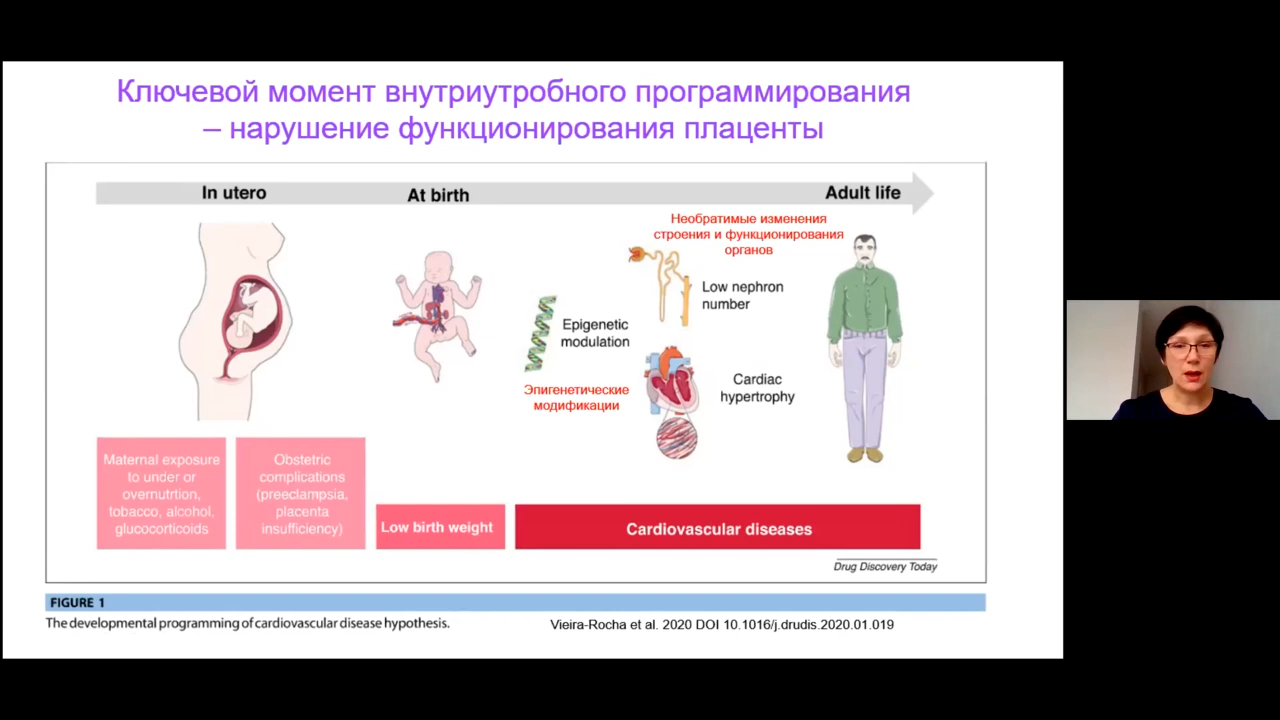 Ключевой момент внутриутробного программирования
– нарушение функционирования плаценты
In utero
At birth
Adult life
Необратимые изменения
строения и функционирования
органов
Low nephron
number
Epigenetic
modulation
Эпигенетические
модификации
Cardiac
hypertrophy
Maternal exposure
to under or
overnutrtion,
tobacco, alcohol,
glucocorticoids
Obstetric
complications
(preeclampsia,
placenta
insufficiency)
Low birth weight
Cardiovascular diseases
Drug Discovery Today
FIGURE 1
The developmental programming of cardiovascular disease hypothesis.
Vieira-Rocha et al. 2020 DOI 10.1016/j.drudis.2020.01.019